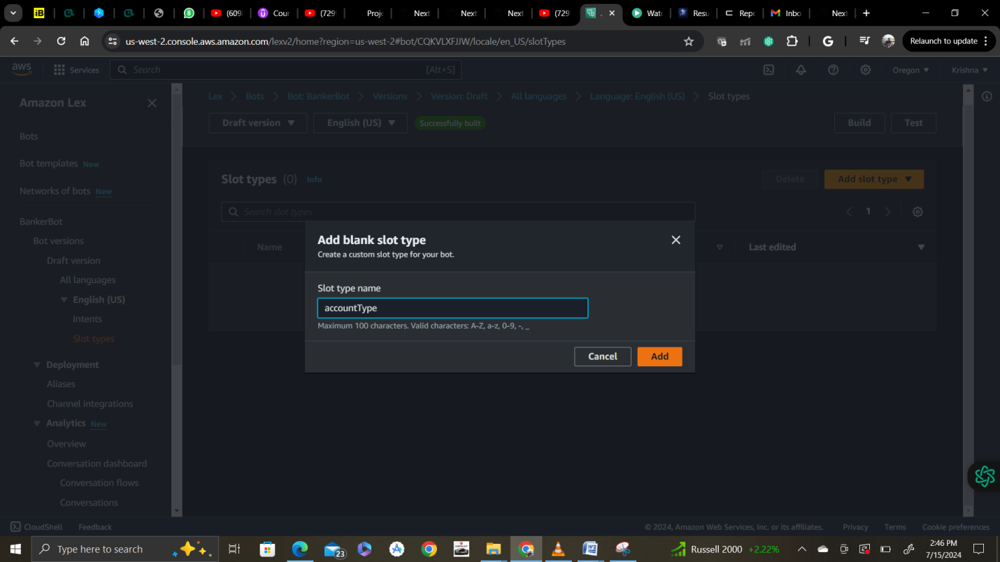 iB
(609
Cour
(729
Proje
Next
Next
Next
(729
Watc
Resu
Repo
Inbo
Next
us-west-2.console.aws.amazon.com/lexv2/home?region=us-west-2#bot/CQKVLXFJJW/locale/en_US/slotTypes
Relaunch to update
aws
Services
Search
[Alt+S]
Oregon
Krishna
Amazon Lex
Bots
Bot templates New
Networks of bots New
BankerBot
Bot versions
Draft version
All languages
English (US)
Intents
Slot types
Deployment
Aliases
Channel integrations
Analytics New
Overview
Conversation dashboard
Conversation flows
Conversations
Lex Bots Bot: BankerBot Versions Version: Draft All languages Language: English (US) Slot types
Draft version
English (US)
Successfully built
Build
Test
Slot types (0) Info
Delete
Add slot type
Search slot types
1
Name
Last edited
Add blank slot type
Create a custom slot type for your bot.
Slot type name
accountType
Maximum 100 characters. Valid characters: A-Z, a-z, 0-9, -, _
Cancel
Add
CloudShell
Feedback
© 2024, Amazon Web Services, Inc. or its affiliates.
Privacy
Terms
Cookie preferences
Type here to search
23
Russell 2000 +2.22%
2:46 PM
7/15/2024